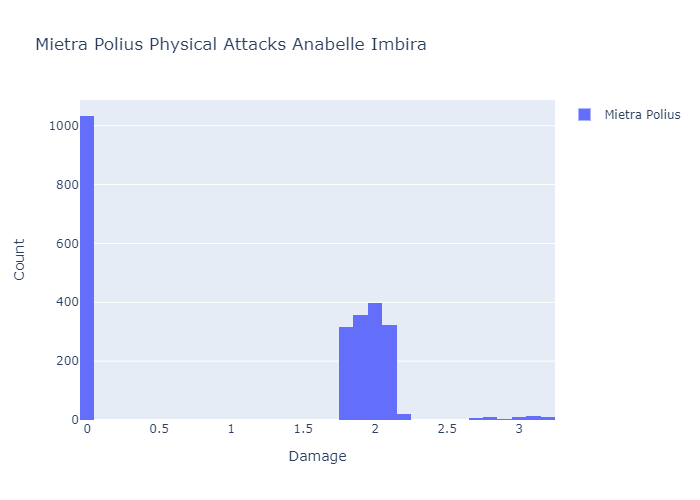 Mietra Polius Physical Attacks Anabelle Imbira
Mietra Polius
1000
800
600
400
200
0
Count
0 0.5 1 1.5 2 2.5 3
Damage